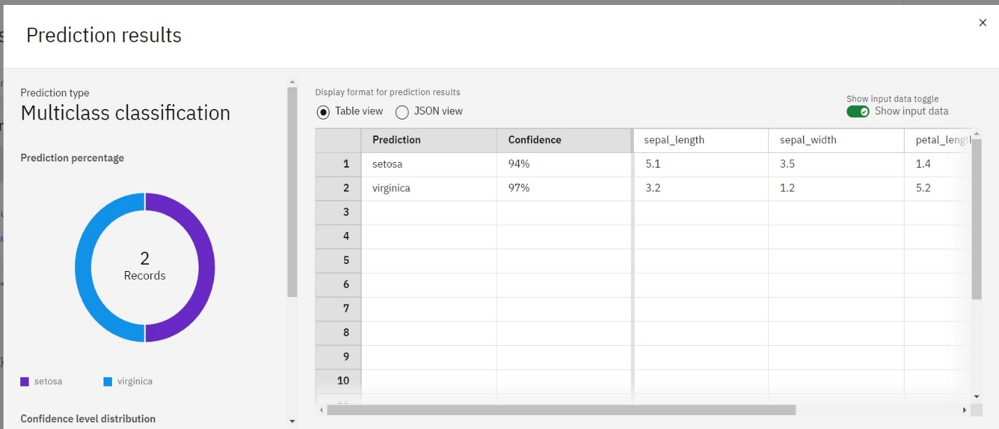 Prediction results
Prediction type
Multiclass classification
Prediction percentage
2
Records
setosa virginica
Confidence level distribution
Display format for prediction results
Table view JSON view
Show input data toggle
Show input data
Prediction Confidence sepal_length sepal_width petal_length
1 setosa 94% 5.1 3.5 1.4
2 virginica 97% 3.2 1.2 5.2
3
4
5
6
7
8
9
10